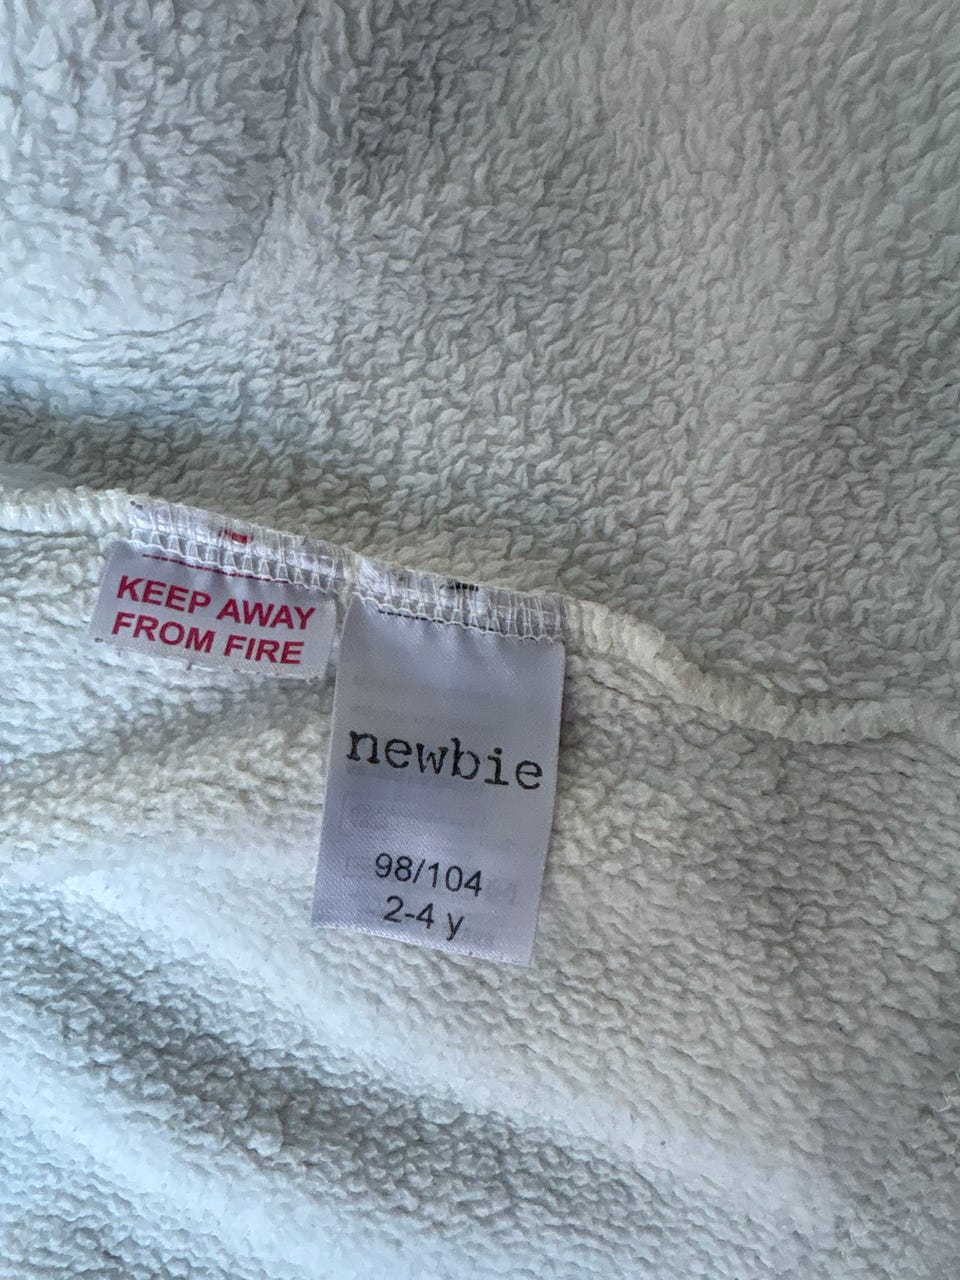 KEEP AWAY
FROM FIRE
newbie
98/104
2-4 y